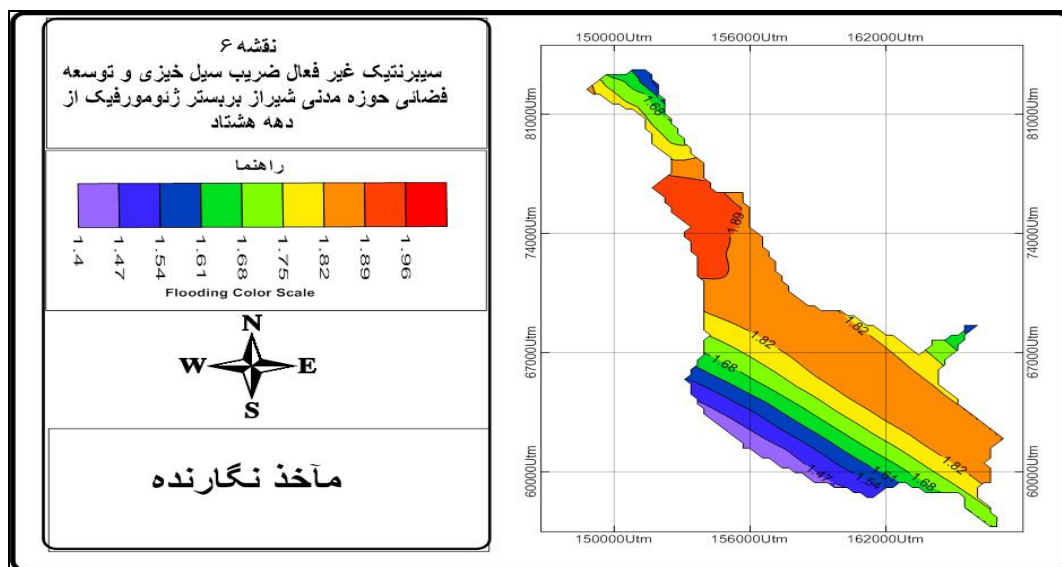 نقشه ۶
سیبرنتیک غیر فعال ضریب سیل خیزی و توسعه
فضائی حوزه مدنی شیراز بربستر ژئومورفیک از
دهه هشتاد
راهنما
1.4
1.47
1.54
1.61
1.68
1.75
1.82
1.89
1.96
Flooding Color Scale
N
W E
S
مآخذ نگارنده
150000Utm 156000Utm 162000Utm
81000Utm 81000Utm
74000Utm 74000Utm
67000Utm 67000Utm
60000Utm 60000Utm
1.68
1.89
1.82
1.82
1.68
1.82
1.61
1.47
1.54
1.68
150000Utm 156000Utm 162000Utm